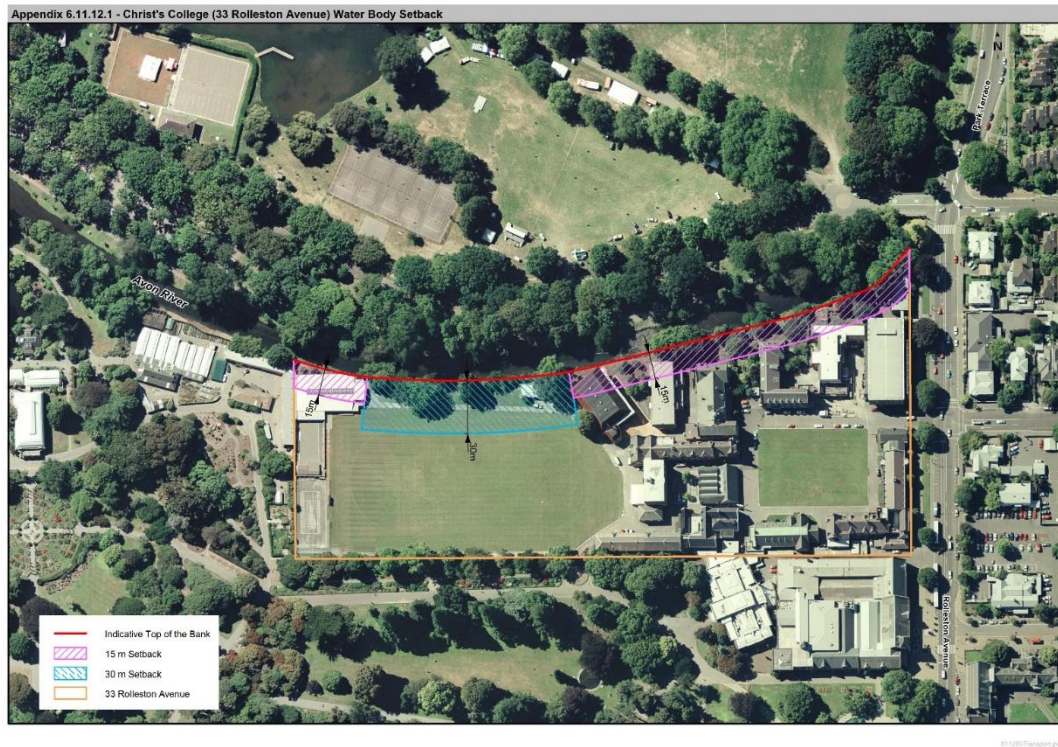 Appendix 6.11.12.1 - Christ's College (33 Rolleston Avenue) Water Body Setback
N
Park Terrace
Avon River
15m
15m
30m
Rolleston Avenue
Indicative Top of the Bank
15 m Setback
30 m Setback
33 Rolleston Avenue